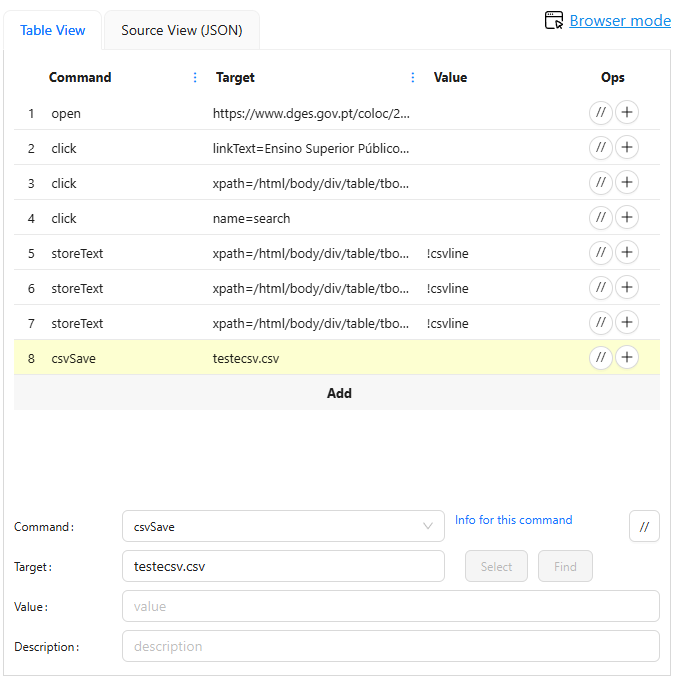 Table View
Source View (JSON)
Browser mode
Command Target Value Ops
1 open https://www.dges.gov.pt/coloc/2... // +
2 click linkText=Ensino Superior Público... // +
3 click xpath=/html/body/div/table/tbo... // +
4 click name=search // +
5 storeText xpath=/html/body/div/table/tbo... !csvline // +
6 storeText xpath=/html/body/div/table/tbo... !csvline // +
7 storeText xpath=/html/body/div/table/tbo... !csvline // +
8 csvSave testecsv.csv // +
Add
Command: csvSave Info for this command //
Target: testecsv.csv Select Find
Value: value
Description: description